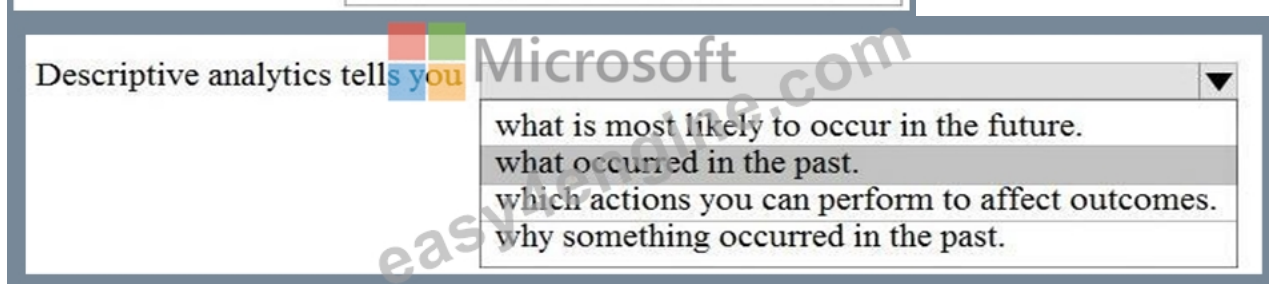 Microsoft
Descriptive analytics tells you
what is most likely to occur in the future.
what occurred in the past.
which actions you can perform to affect outcomes.
why something occurred in the past.
easy4engine.com